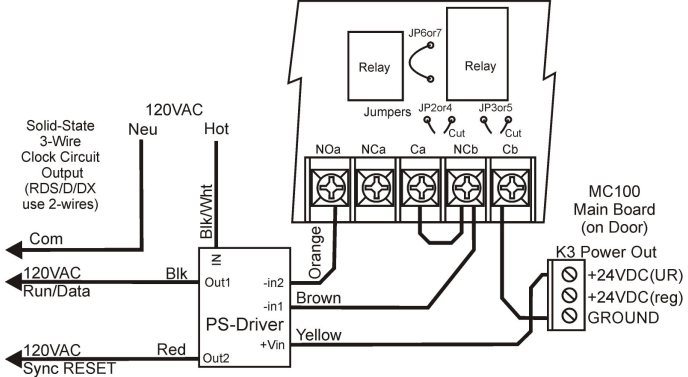 JP6or7
Relay
Relay
Jumpers
JP2or4
JP3or5
Cut
Cut
NOa
NCa
Ca
NCb
Cb
120VAC
Neu
Hot
Solid-State
3-Wire
Clock Circuit
Output
(RDS/D/DX
use 2-wires)
Blk/Wht
Com
120VAC
Run/Data
Blk
120VAC
Sync RESET
Red
IN
Out1
-in2
-in1
PS-Driver
+Vin
Out2
Orange
Brown
Yellow
MC100
Main Board
(on Door)
K3 Power Out
+24VDC(UR)
+24VDC(reg)
GROUND